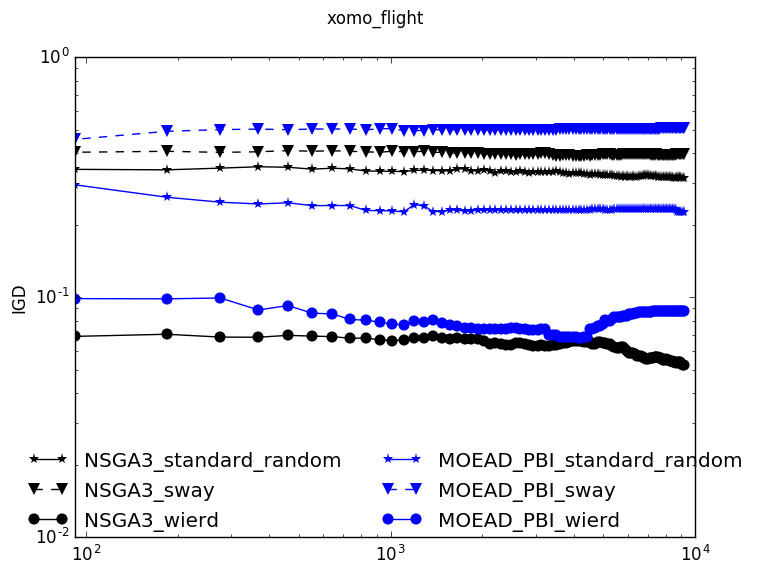 xomo_flight
10^0
10^-1
10^-2
IGD
NSGA3_standard_random
NSGA3_sway
NSGA3_wierd
MOEAD_PBI_standard_random
MOEAD_PBI_sway
MOEAD_PBI_wierd
10^2 10^3 10^4